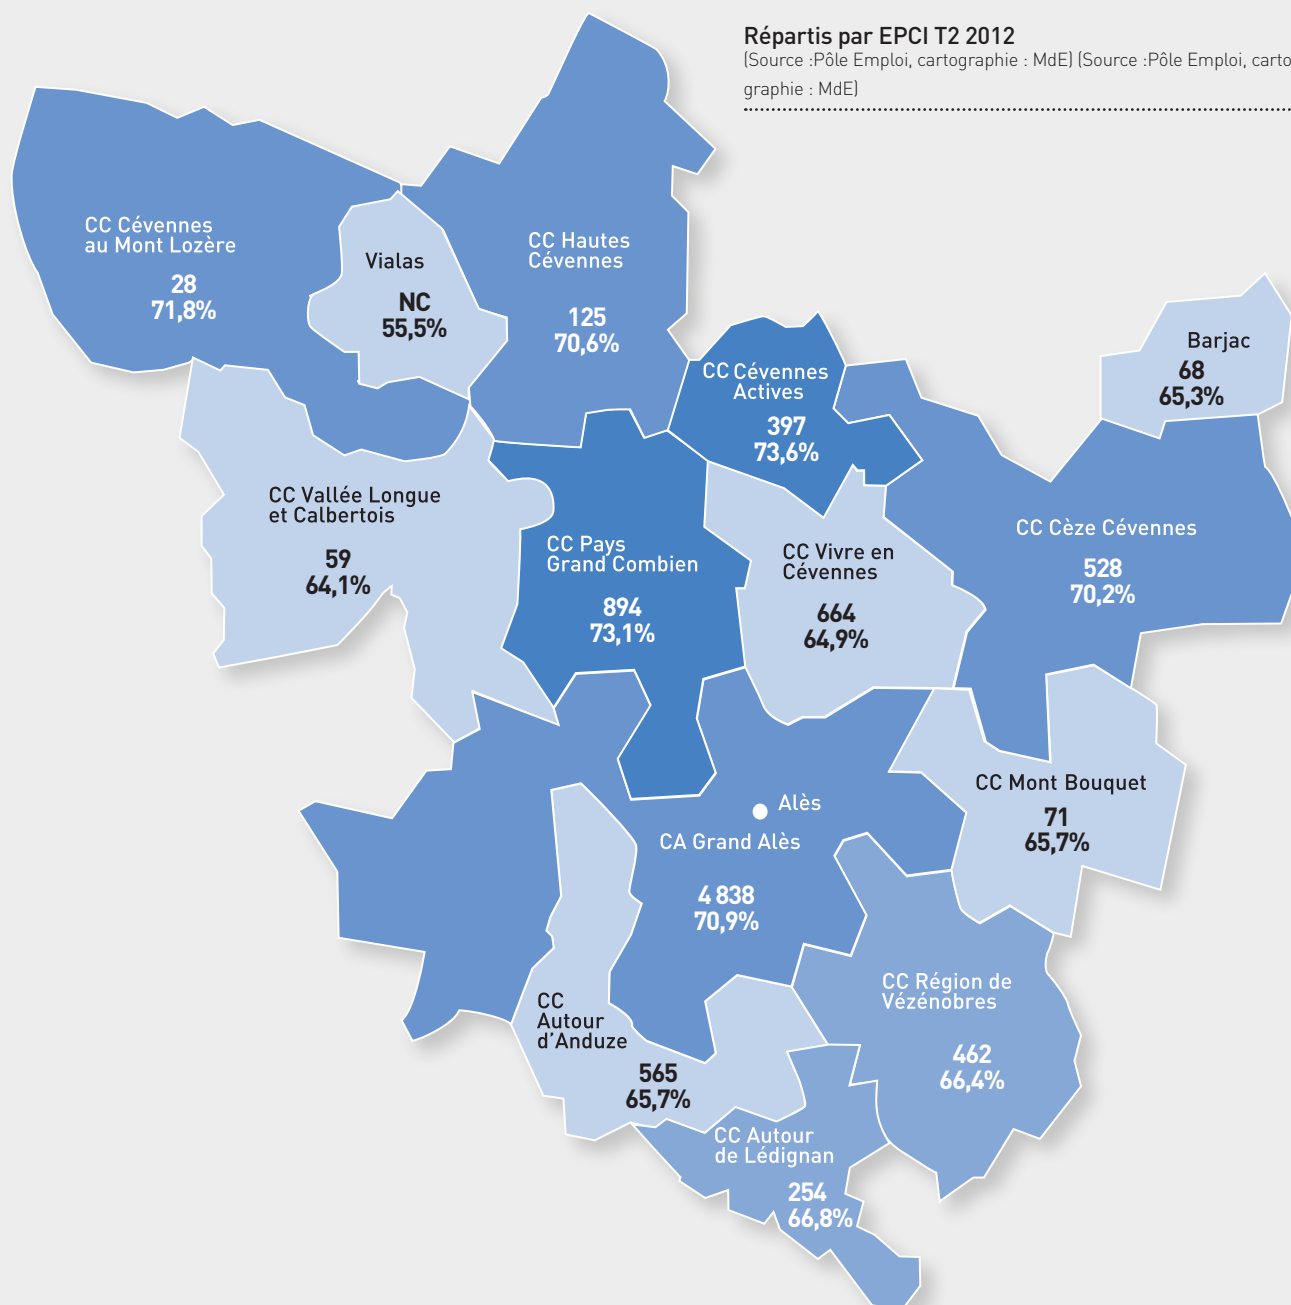 Répartis par EPCI T2 2012
(Source :Pôle Emploi, cartographie : MdE) (Source :Pôle Emploi, carto
graphie : MdE)
CC Cévennes
au Mont Lozère
28
71,8%
Vialas
NC
55,5%
CC Hautes
Cévennes
125
70,6%
CC Cévennes
Actives
397
73,6%
Barjac
68
65,3%
CC Vallée Longue
et Calbertois
59
64,1%
CC Pays
Grand Combien
894
73,1%
CC Vivre en
Cévennes
664
64,9%
CC Cèze Cévennes
528
70,2%
CC Mont Bouquet
71
65,7%
Alès
CA Grand Alès
4 838
70,9%
CC Région de
Vézénobres
462
66,4%
CC
Autour
d’Anduze
565
65,7%
CC Autour
de Lédignan
254
66,8%